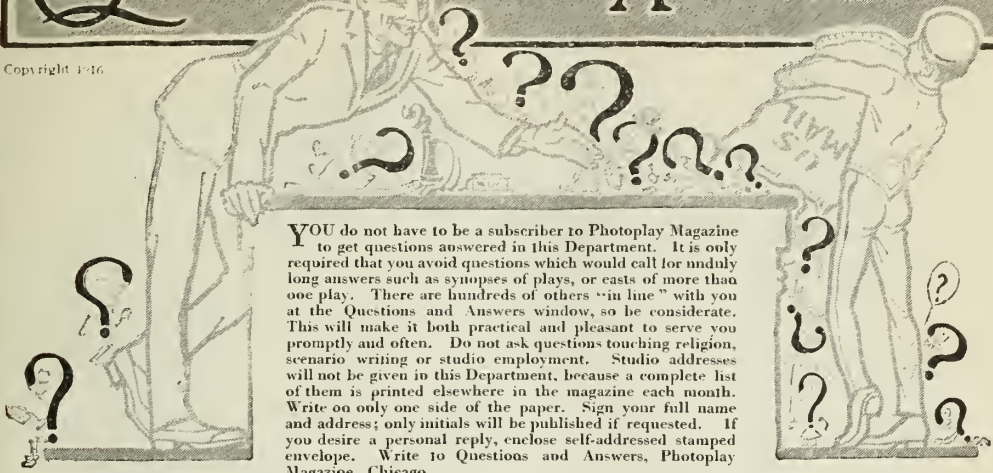 Copyright 1916
US
MAIL
YOU do not have to be a subscriber to Photoplay Magazine
to get questions answered in this Department. It is only
required that you avoid questions which would call for unduly
long answers such as synopses of plays, or casts of more than
one play. There are hundreds of others "in line" with you
at the Questions and Answers window, so be considerate.
This will make it both practical and pleasant to serve you
promptly and often. Do not ask questions touching religion,
scenario writing or studio employment. Studio addresses
will not be given in this Department, because a complete list
of them is printed elsewhere in the magazine each month.
Write on only one side of the paper. Sign your full name
and address; only initials will be published if requested. If
you desire a personal reply, enclose self-addressed stamped
envelope. Write to Questions and Answers, Photoplay
Magazine, Chicago